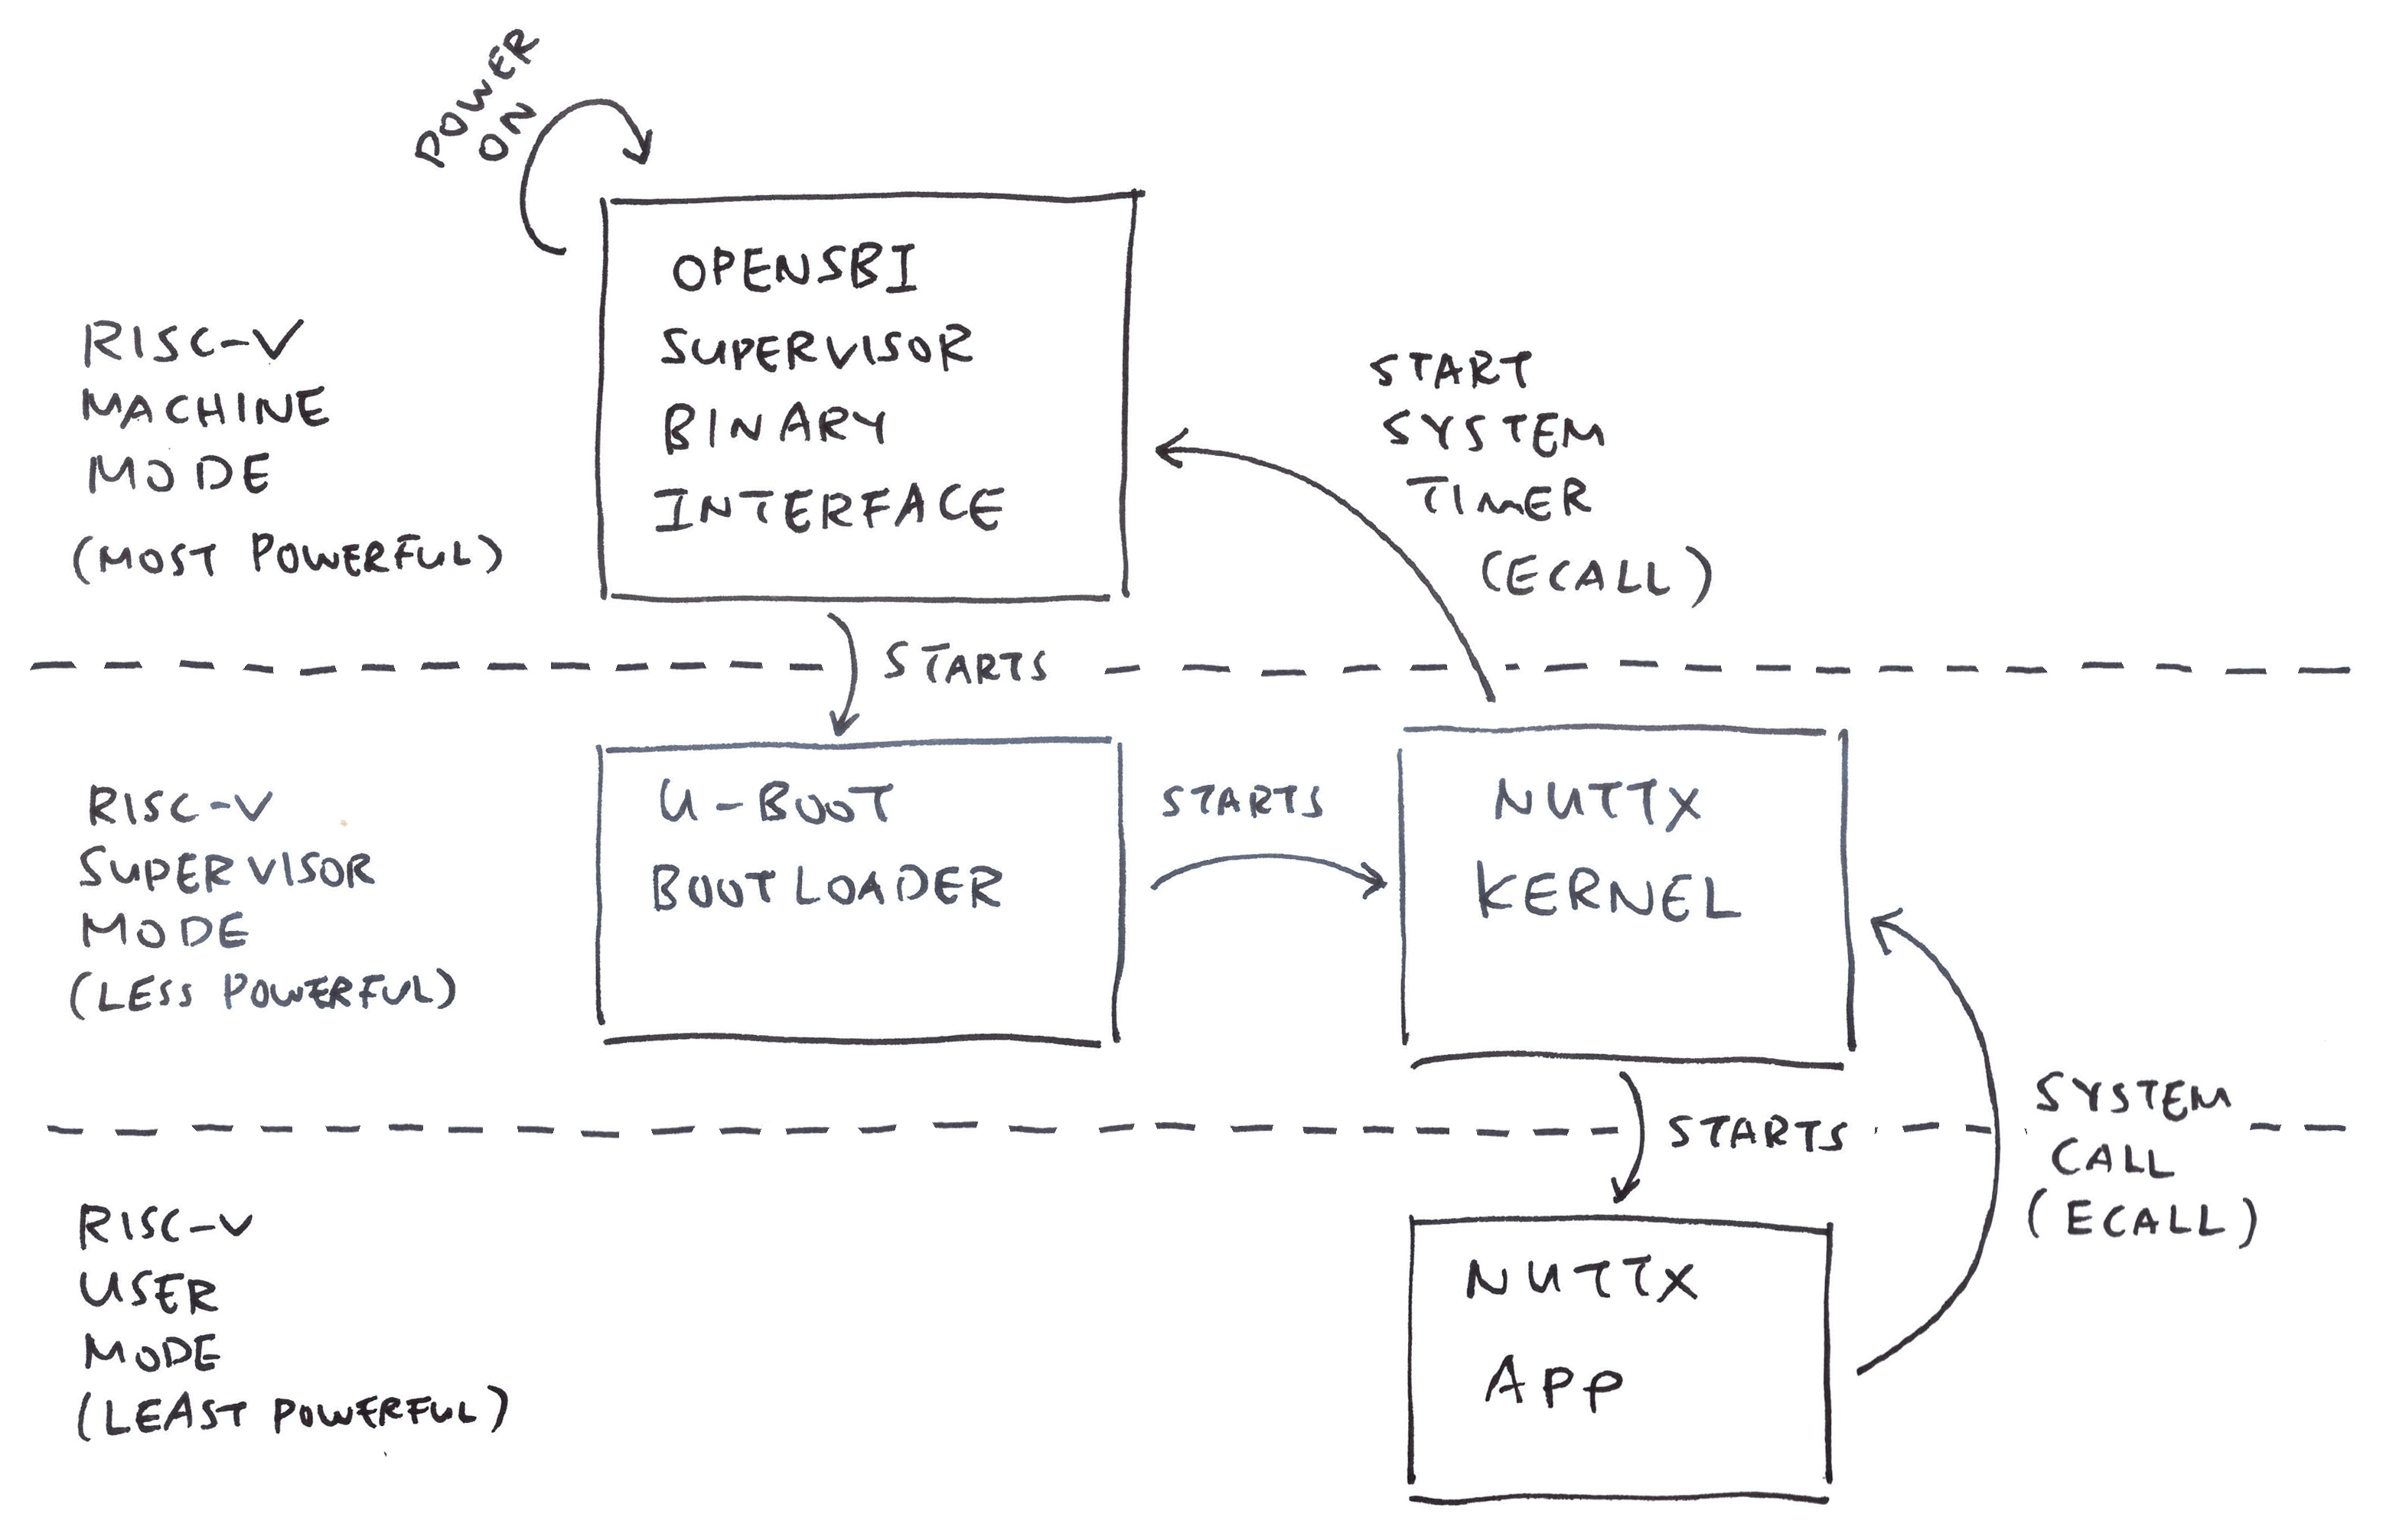 POWER
ON
OPENSBI
SUPERVISOR
BINARY
INTERFACE
RISC-V
MACHINE
MODE
(MOST POWERFUL)
START
SYSTEM
TIMER
(ECALL)
STARTS
RISC-V
SUPERVISOR
MODE
(LESS POWERFUL)
U-BOOT
BOOTLOADER
STARTS
NUTTX
KERNEL
STARTS
SYSTEM
CALL
(ECALL)
RISC-V
USER
MODE
(LEAST POWERFUL)
NUTTX
APP